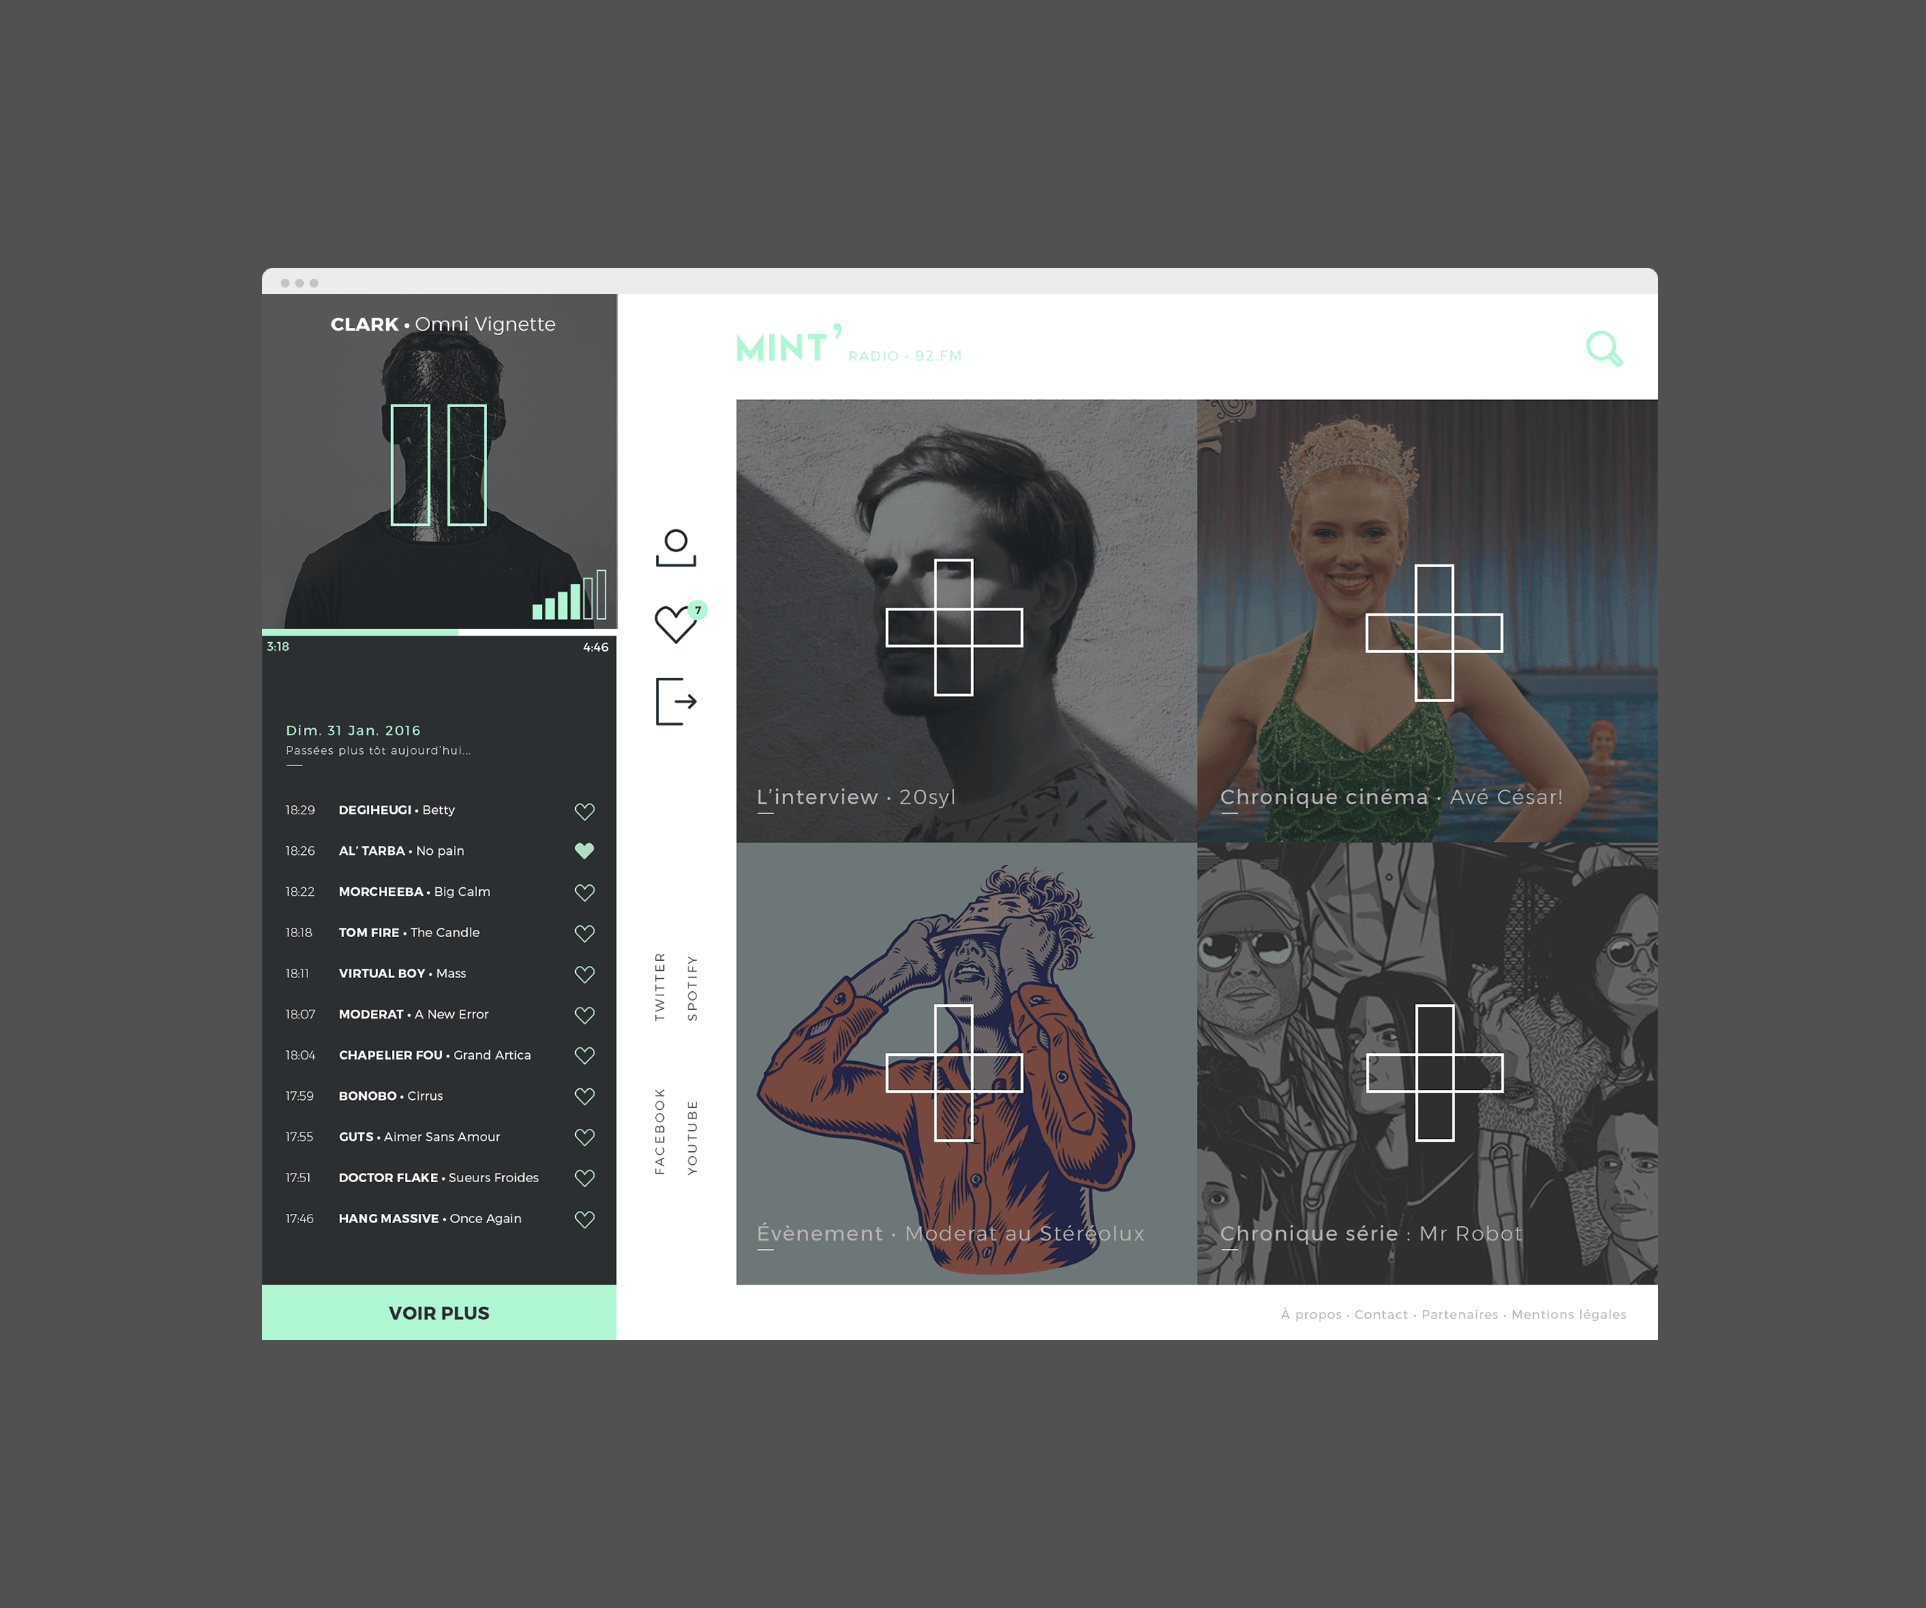 CLARK • Omni Vignette
3:18
4:46
Dim. 31 Jan. 2016
Passées plus tôt aujourd'hui...
18:29 DEGIHEUGI • Betty
18:26 AL' TARBA • No pain
18:22 MORCHEEBA • Big Calm
18:18 TOM FIRE • The Candle
18:11 VIRTUAL BOY • Mass
18:07 MODERAT • A New Error
18:04 CHAPELIER FOU • Grand Artica
17:59 BONOBO • Cirrus
17:55 GUTS • Aimer Sans Amour
17:51 DOCTOR FLAKE • Sueurs Froides
17:46 HANG MASSIVE • Once Again
VOIR PLUS
7
TWITTER
SPOTIFY
FACEBOOK
YOUTUBE
MINT' RADIO • 92.FM
L'interview • 20syl
Chronique cinéma • Avé César!
Évènement • Moderat au Stéréolux
Chronique série : Mr Robot
À propos • Contact • Partenaires • Mentions légales